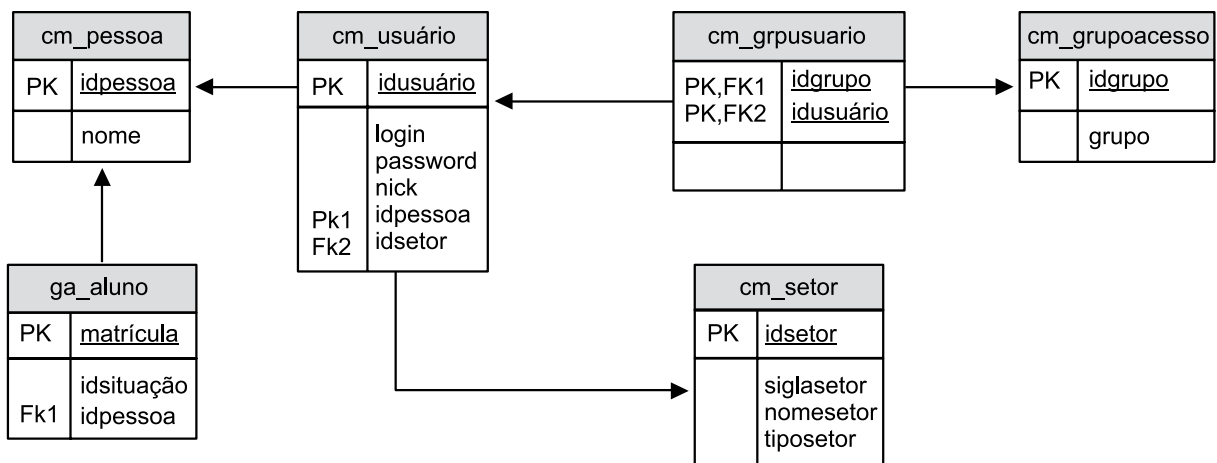 cm_pessoa
PK idpessoa
nome
cm_usuário
PK idusuário
login
password
nick
Pk1 idpessoa
Fk2 idsetor
cm_grpusuario
PK,FK1 idgrupo
PK,FK2 idusuário
cm_grupoacesso
PK idgrupo
grupo
ga_aluno
PK matrícula
idsituação
Fk1 idpessoa
cm_setor
PK idsetor
siglasetor
nomesetor
tiposetor